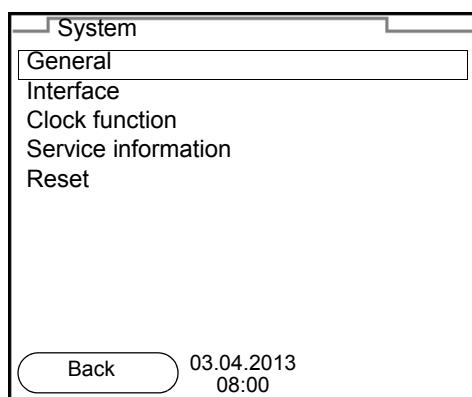 System
General
Interface
Clock function
Service information
Reset
Back
03.04.2013
08:00